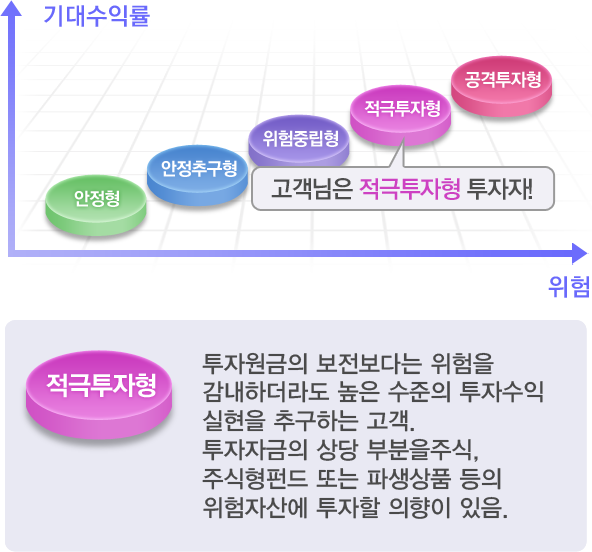 기대수익률
공격투자형
적극투자형
위험중립형
안정추구형
안정형
고객님은 적극투자형 투자자!
위험
적극투자형
투자원금의 보전보다는 위험을
감내하더라도 높은 수준의 투자수익
실현을 추구하는 고객.
투자자금의 상당 부분을주식,
주식형펀드 또는 파생상품 등의
위험자산에 투자할 의향이 있음.